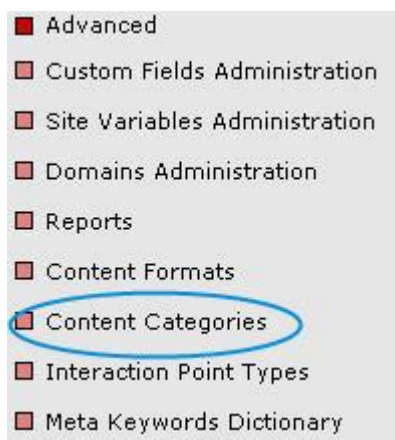 Advanced
Custom Fields Administration
Site Variables Administration
Domains Administration
Reports
Content Formats
Content Categories
Interaction Point Types
Meta Keywords Dictionary